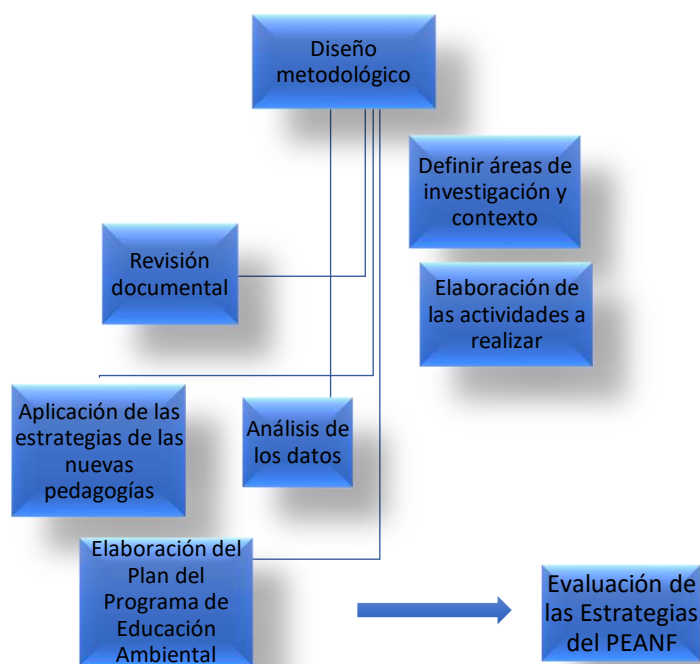 Diseño
metodológico
Definir áreas de
investigación y
contexto
Revisión
documental
Elaboración de
las actividades a
realizar
Aplicación de las
estrategias de las
nuevas
pedagogías
Análisis de
los datos
Elaboración del
Plan del
Programa de
Educación
Ambiental
Evaluación de
las Estrategias
del PEANF